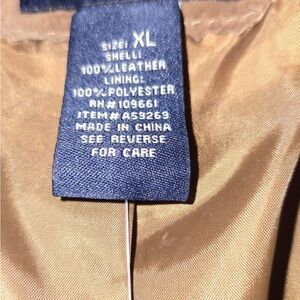 SIZE: XL
SHELL:
100% LEATHER
LINING:
100% POLYESTER
RN# 109661
ITEM# A59269
MADE IN CHINA
SEE REVERSE
FOR CARE